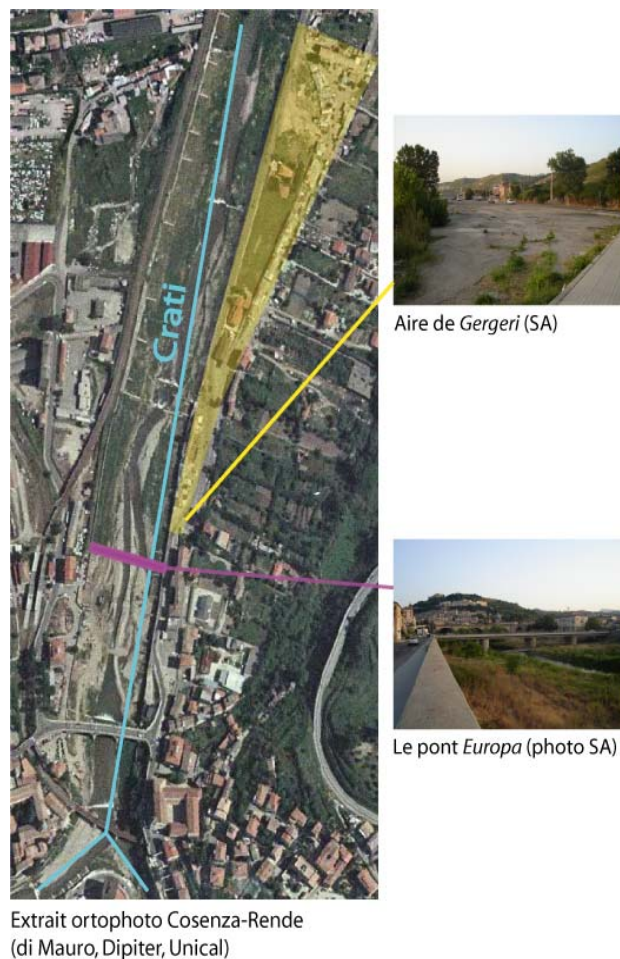 Crati
Aire de Gergeri (SA)
Le pont Europa (photo SA)
Extrait ortophoto Cosenza-Rende
(di Mauro, Dipiter, Unical)